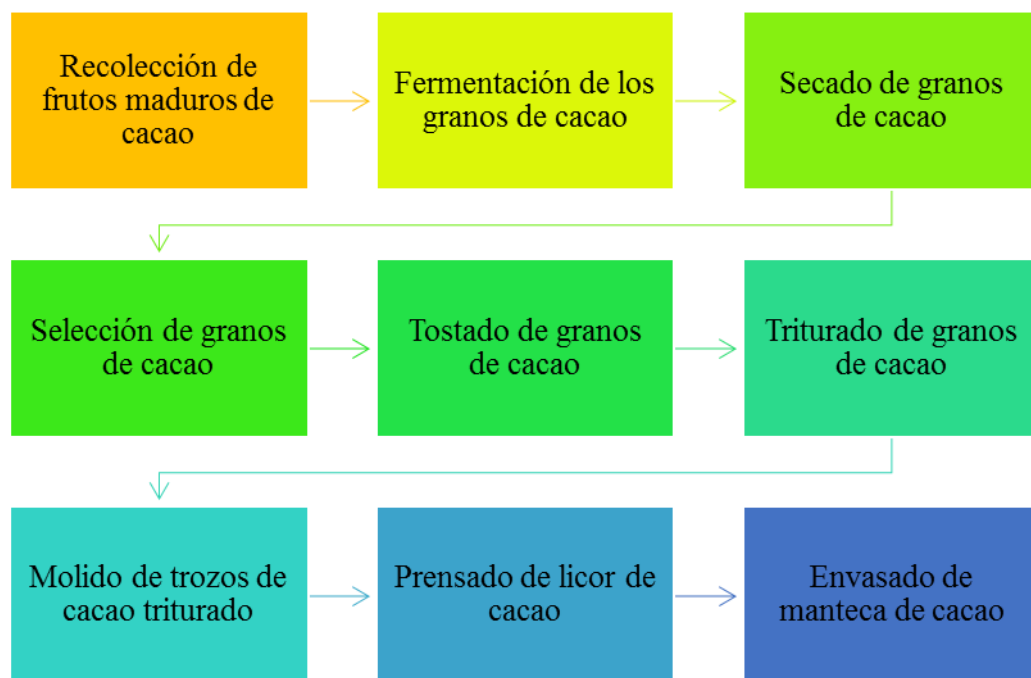 Recolección de
frutos maduros de
cacao
Fermentación de los
granos de cacao
Secado de granos
de cacao
Selección de granos
de cacao
Tostado de granos
de cacao
Triturado de granos
de cacao
Molido de trozos de
cacao triturado
Prensado de licor de
cacao
Envasado de
manteca de cacao